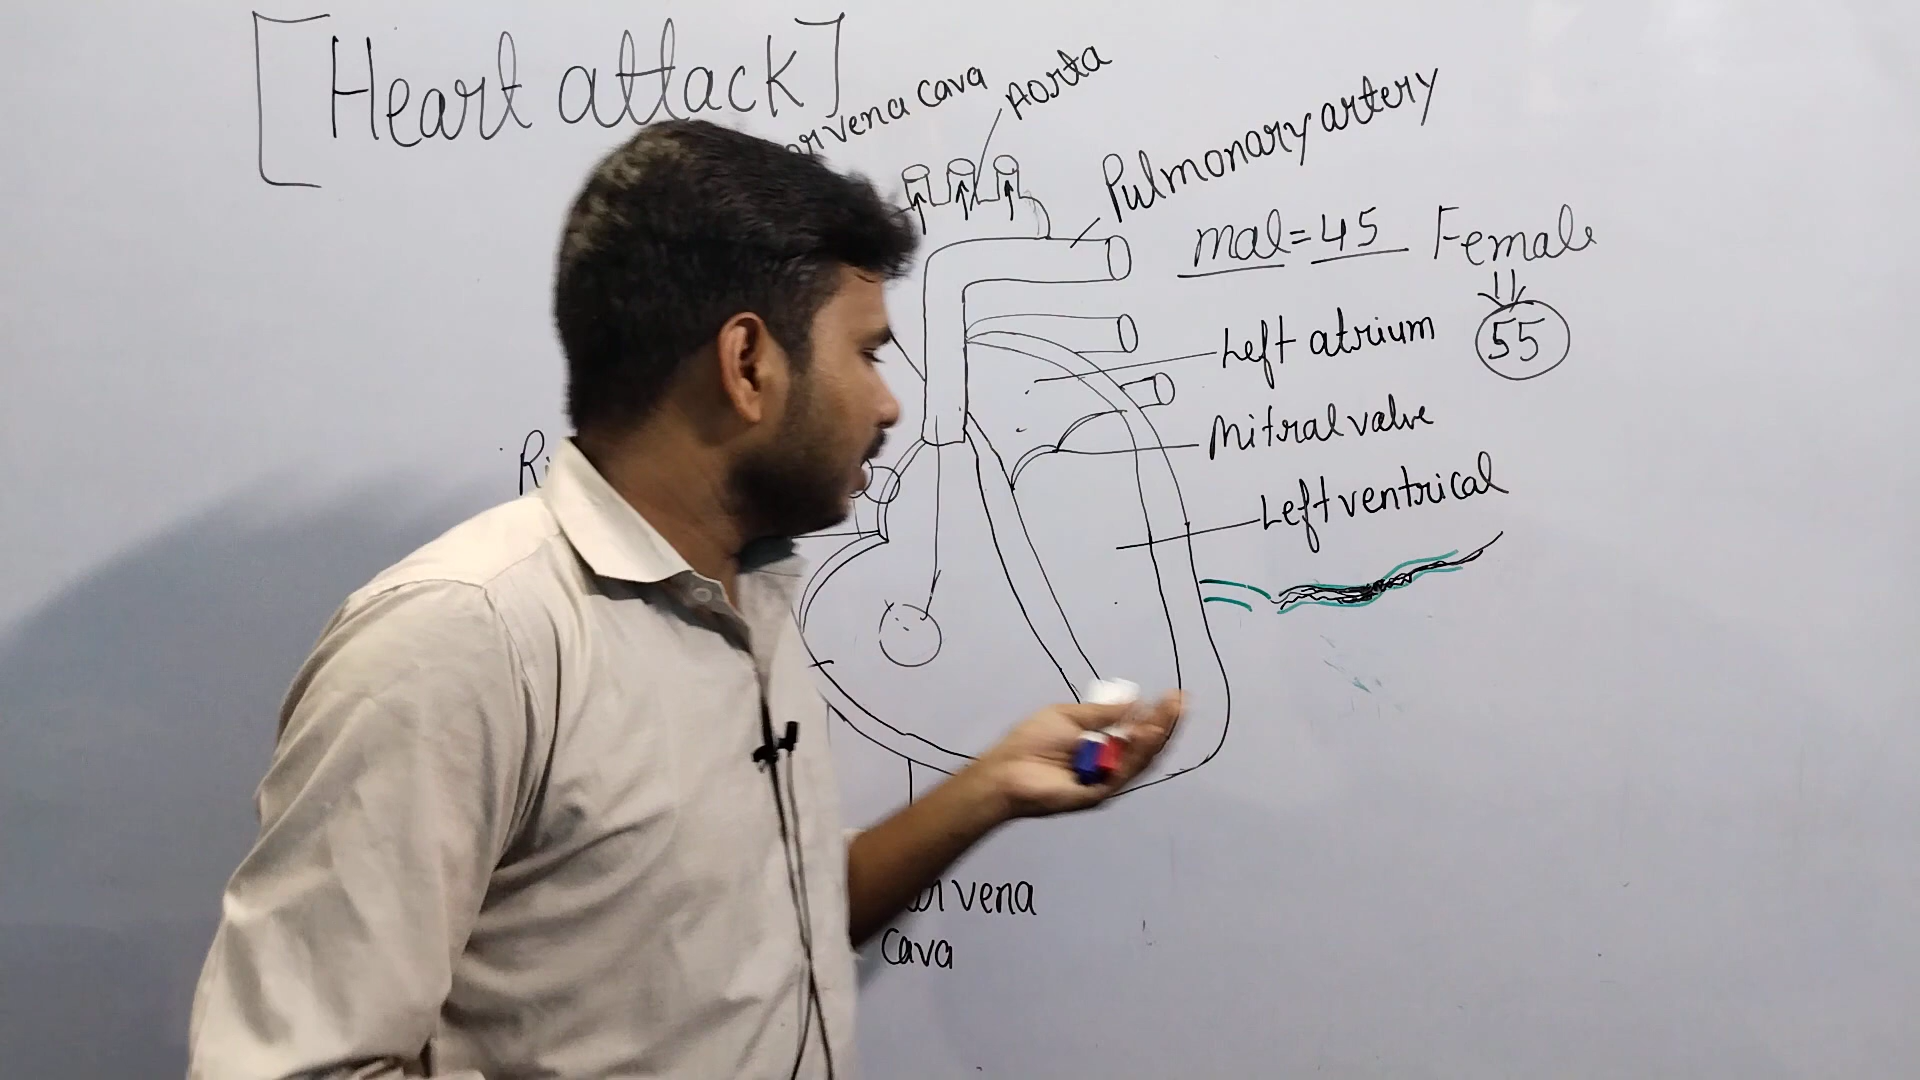 [Heart attack]
vena cava
Aorta
Pulmonary artery
mal=45 Female
55
Left atrium
Mitral valve
Left ventrical
vena
cava